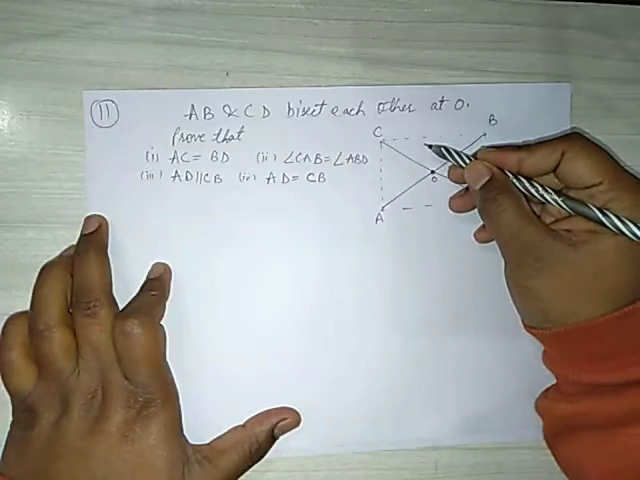 11 AB & CD bisect each other at O.
Prove that
(i) AC = BD (ii) ∠CAB = ∠ABD
(iii) AD||CB (iv) AD = CB
C B
O
A